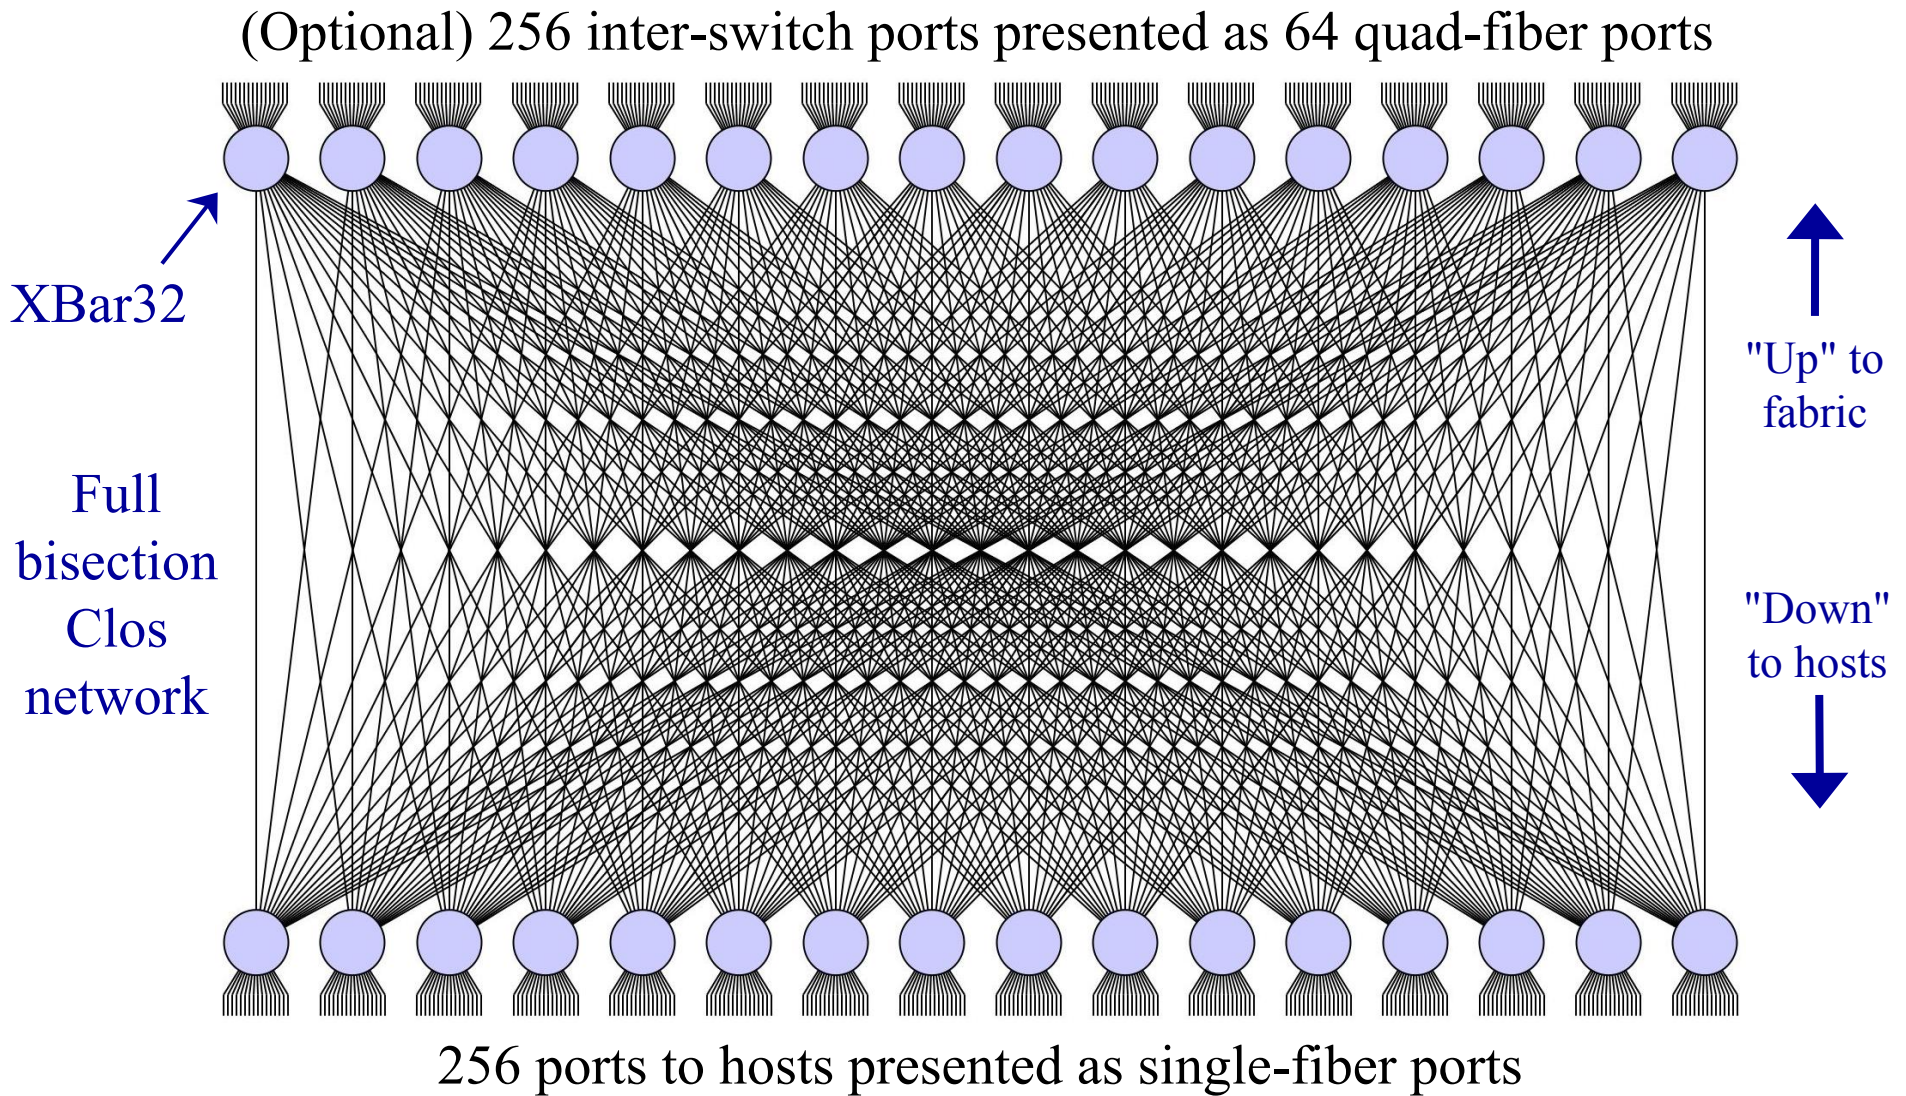 (Optional) 256 inter-switch ports presented as 64 quad-fiber ports
XBar32
Full
bisection
Clos
network
"Up" to
fabric
"Down"
to hosts
256 ports to hosts presented as single-fiber ports